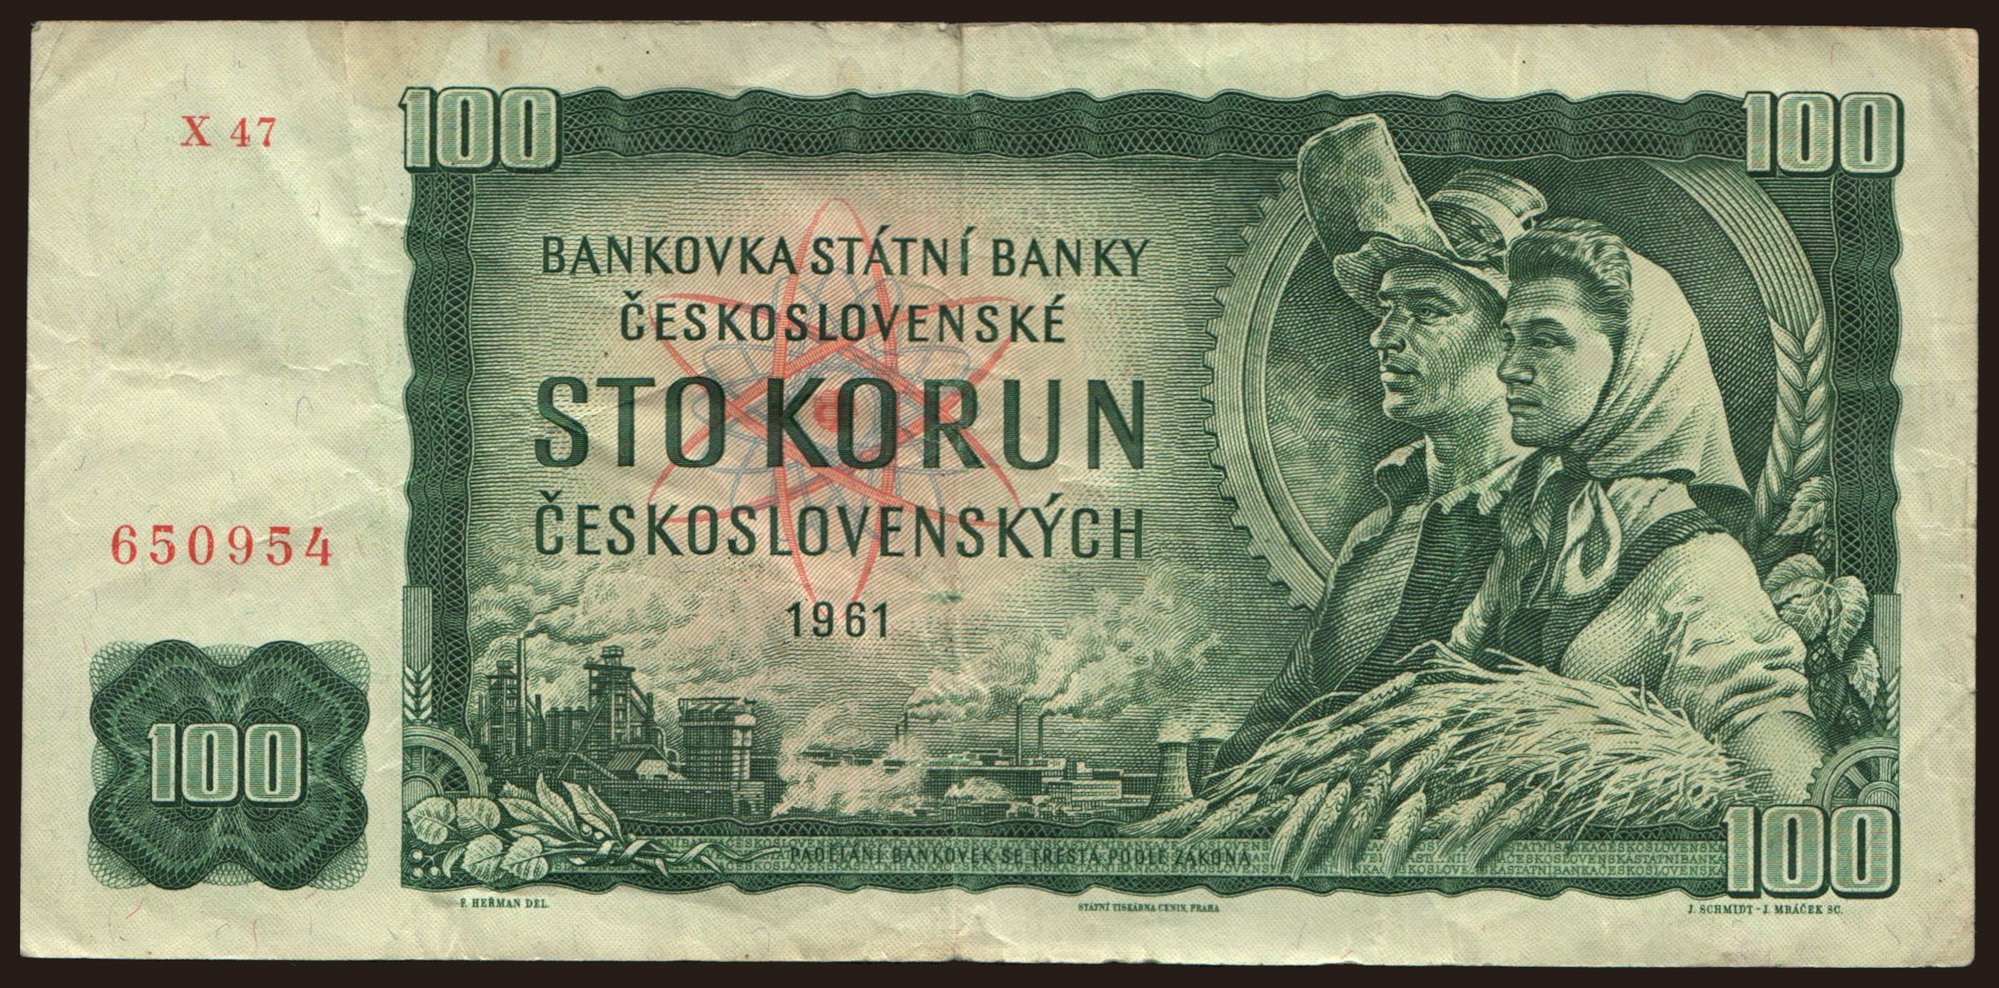 X 47
100
100
BANKOVKA STÁTNÍ BANKY
ČESKOSLOVENSKÉ
STO KORUN
ČESKOSLOVENSKÝCH
1961
650954
100
100
PADĚLÁNÍ BANKOVEK SE TRESTÁ PODLE ZÁKONA
F. HEŘMAN DEL.
STÁTNÍ TISKÁRNA CENIN, PRAHA
J. SCHMIDT - J. MRÁČEK SC.